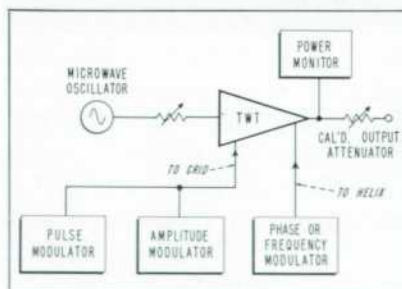 POWER
MONITOR
MICROWAVE
OSCILLATOR
TWT
CAL'D. OUTPUT
ATTENUATOR
TO GRID
TO HELIX
PULSE
MODULATOR
AMPLITUDE
MODULATOR
PHASE OR
FREQUENCY
MODULATOR